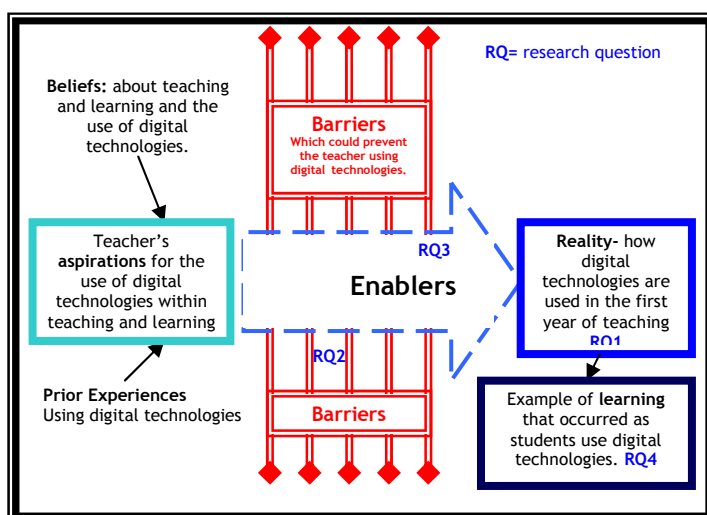 RQ= research question
Beliefs: about teaching
and learning and the
use of digital
technologies.
Barriers
Which could prevent
the teacher using
digital technologies.
Teacher's
aspirations for the
use of digital
technologies within
teaching and learning
RQ3
Enablers
RQ2
Reality- how
digital
technologies are
used in the first
year of teaching
RQ1
Prior Experiences
Using digital technologies
Barriers
Example of learning
that occurred as
students use digital
technologies. RQ4